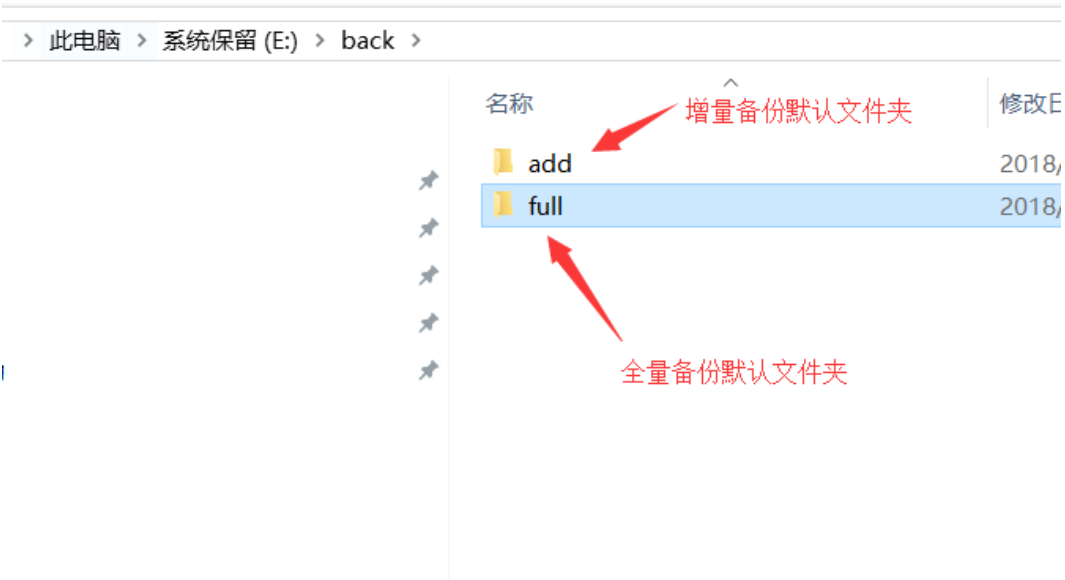 此电脑 > 系统保留 (E:) > back >
名称
修改日
增量备份默认文件夹
add 2018/
full 2018/
全量备份默认文件夹